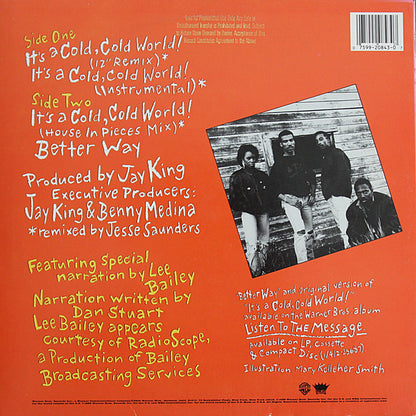 Side One
It's a Cold, Cold World!
(12" Remix)*
It's a Cold, Cold World!
(Instrumental)*
Side Two
It's a Cold, Cold World!
(House In Pieces Mix)*
Better Way
Produced by Jay King
Executive Producers:
Jay King & Benny Medina
*remixed by Jesse Saunders
Featuring Special
narration by Lee
Bailey
Narration written by
Dan Stuart
Lee Bailey appears
courtesy of RadioScope,
a Production of Bailey
Broadcasting Services
7599-20843-0
"Better Way" and original version of
"It's a Cold, Cold World!"
available on the Warner Bros. album
Listen To The Message
available on LP, Cassette
& Compact Disc
Illustration Mary Kelleher Smith